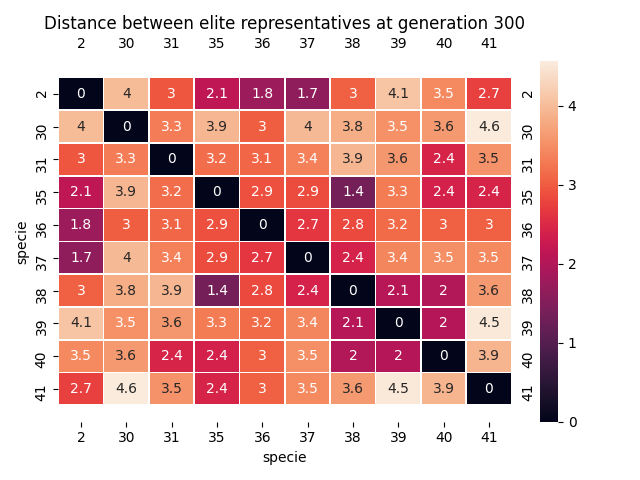 Distance between elite representatives at generation 300
2 30 31 35 36 37 38 39 40 41
2 0 4 3 2.1 1.8 1.7 3 4.1 3.5 2.7 2
30 4 0 3.3 3.9 3 4 3.8 3.5 3.6 4.6 30
31 3 3.3 0 3.2 3.1 3.4 3.9 3.6 2.4 3.5 31
35 2.1 3.9 3.2 0 2.9 2.9 1.4 3.3 2.4 2.4 35
36 1.8 3 3.1 2.9 0 2.7 2.8 3.2 3 3 36
37 1.7 4 3.4 2.9 2.7 0 2.4 3.4 3.5 3.5 37
38 3 3.8 3.9 1.4 2.8 2.4 0 2.1 2 3.6 38
39 4.1 3.5 3.6 3.3 3.2 3.4 2.1 0 2 4.5 39
40 3.5 3.6 2.4 2.4 3 3.5 2 2 0 3.9 40
41 2.7 4.6 3.5 2.4 3 3.5 3.6 4.5 3.9 0 41
2 30 31 35 36 37 38 39 40 41
specie
specie
4
3
2
1
0